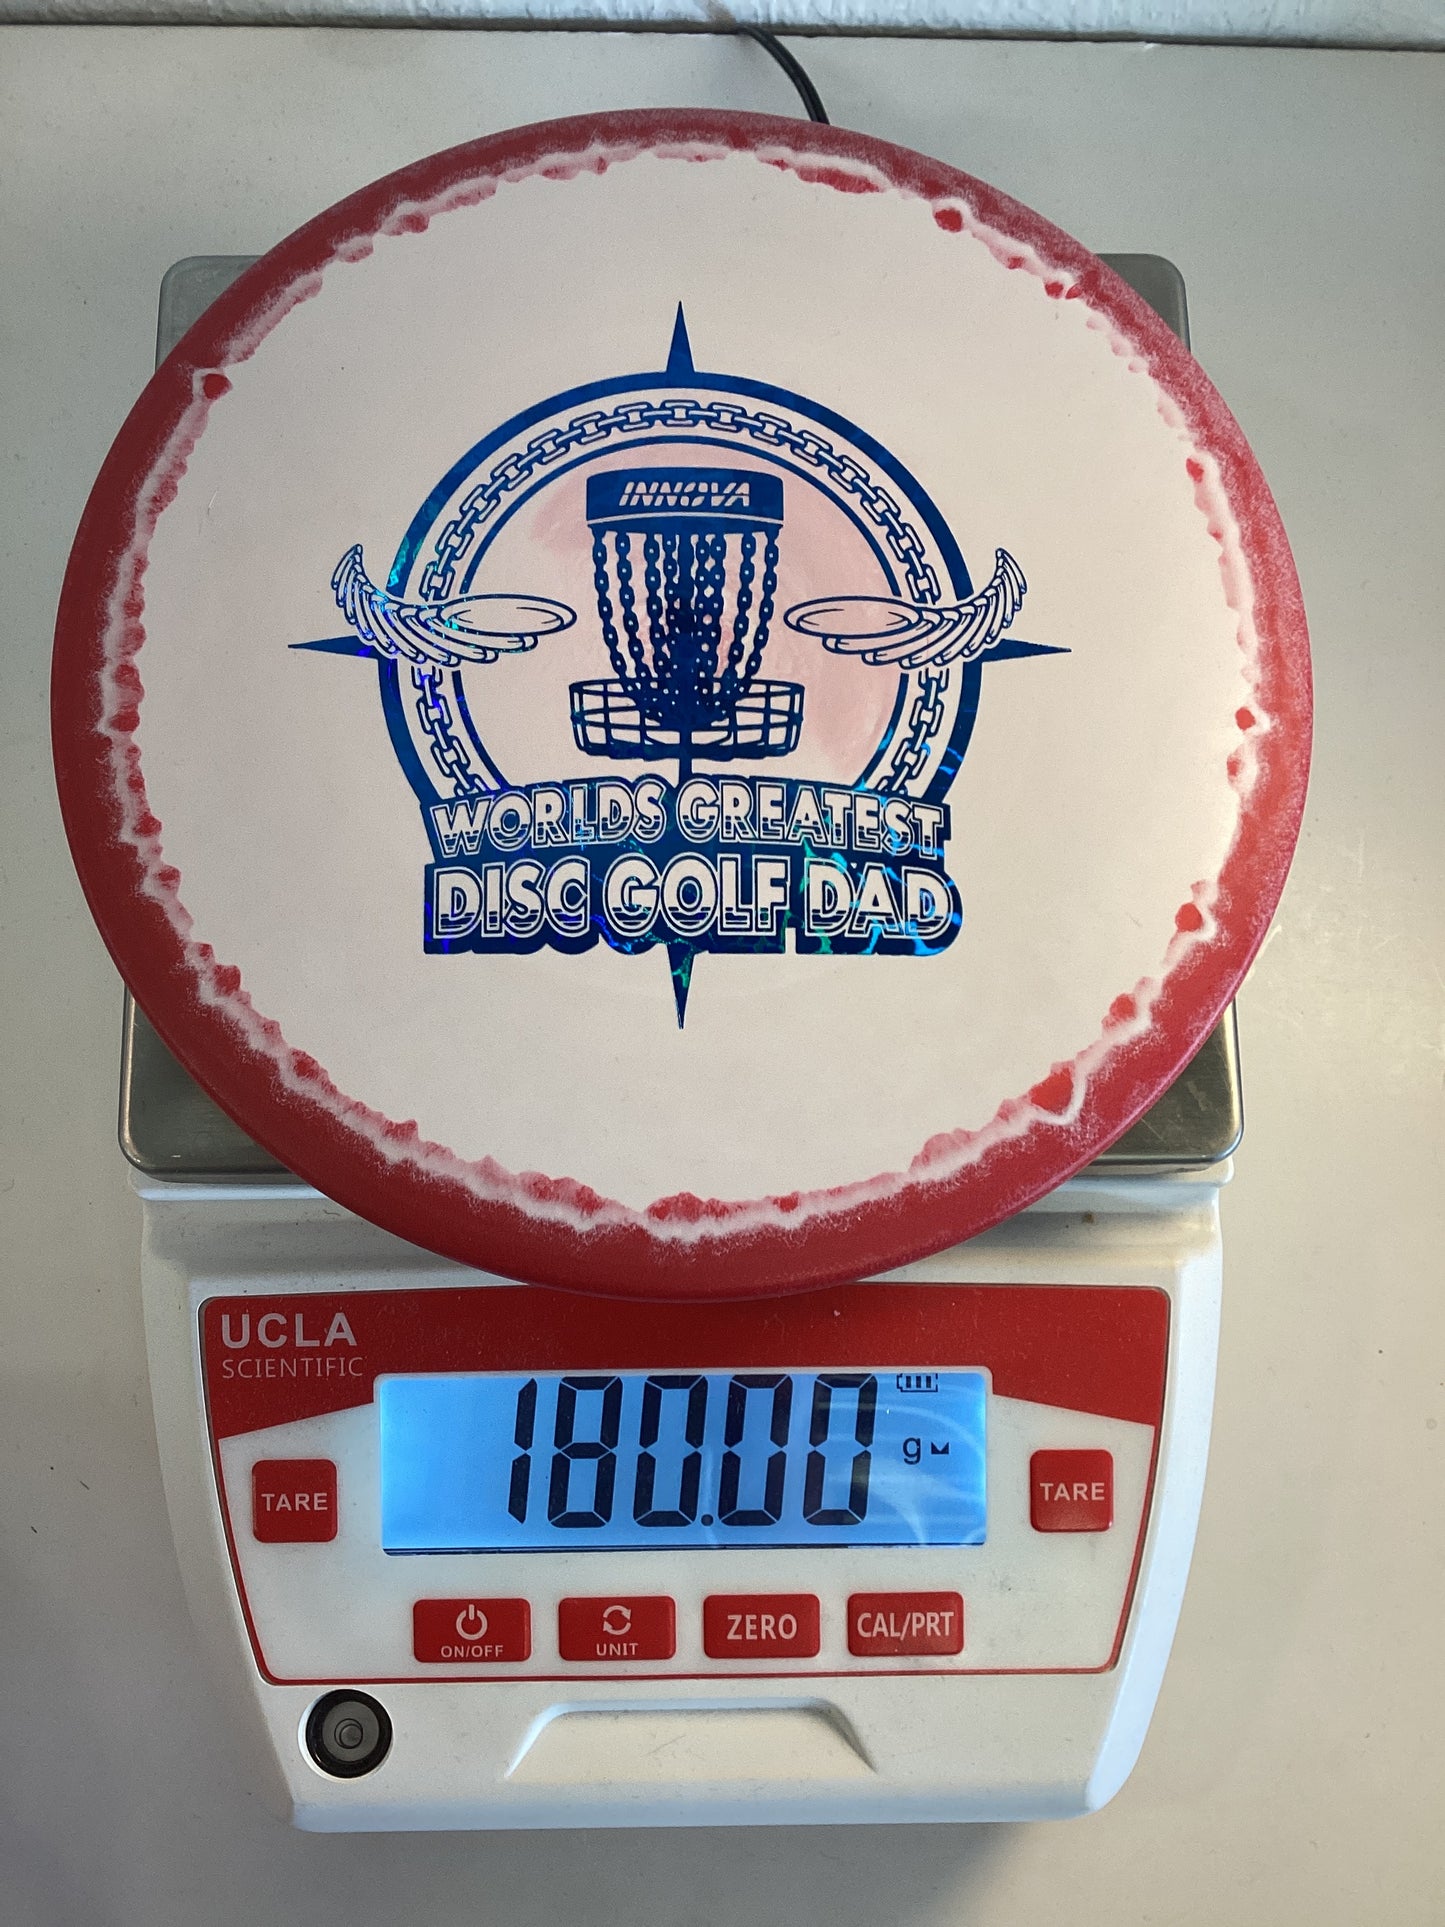 INNOVA
WORLDS GREATEST
DISC GOLF DAD
UCLA
SCIENTIFIC
180.00 g
TARE
TARE
ON/OFF
UNIT
ZERO
CAL/PRT